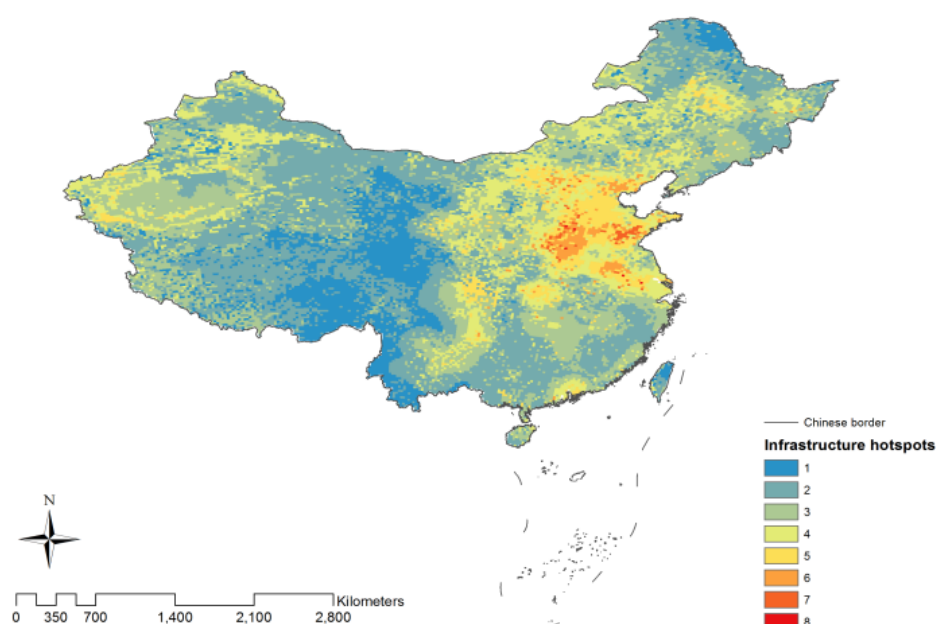 Chinese border
Infrastructure hotspots
1
2
3
4
5
6
7
8
N
Kilometers
0 350 700 1,400 2,100 2,800